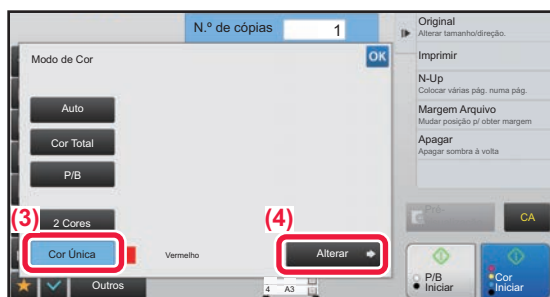 N.º de cópias 1
Original
Alterar tamanho/direção.
Modo de Cor
OK
Imprimir
N-Up
Colocar várias pág. numa pág.
Auto
Margem Arquivo
Mudar posição p/ obter margem
Cor Total
Apagar
Apagar sombra à volta
P/B
(3)
2 Cores
(4)
CA
Cor Única
Vermelho
Alterar
P/B
Iniciar
Cor
Iniciar
Outros
4 A3